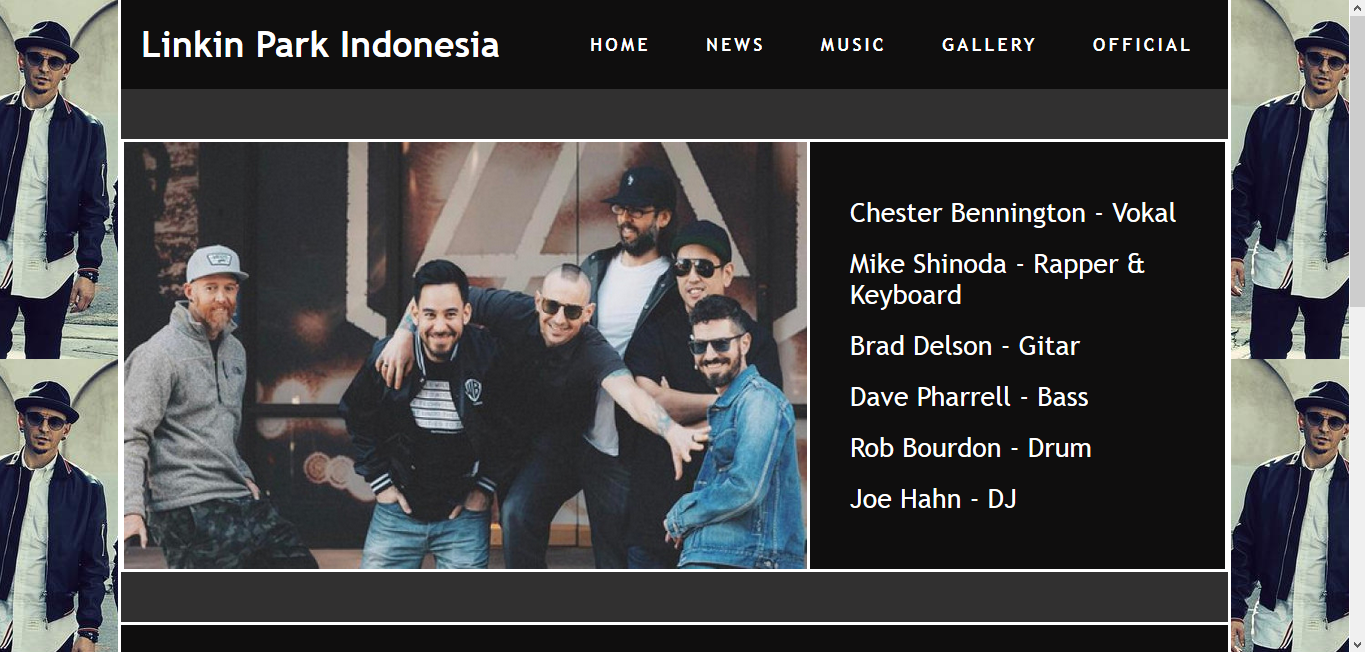 Linkin Park Indonesia
HOME NEWS MUSIC GALLERY OFFICIAL
Chester Bennington - Vokal
Mike Shinoda - Rapper &
Keyboard
Brad Delson - Gitar
Dave Pharrell - Bass
Rob Bourdon - Drum
Joe Hahn - DJ